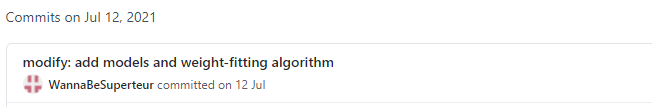 Commits on Jul 12, 2021
modify: add models and weight-fitting algorithm
WannaBeSuperteur committed on 12 Jul